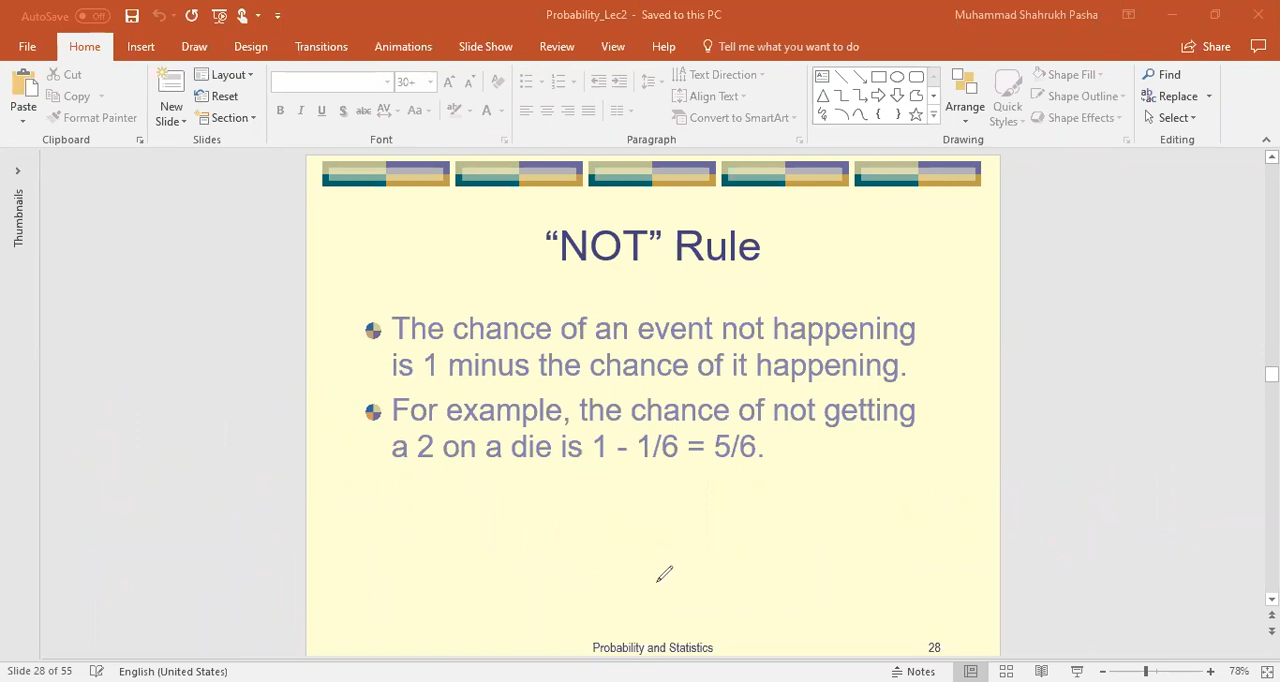 AutoSave Off Probability_Lec2 - Saved to this PC Muhammad Shahrukh Pasha
File Home Insert Draw Design Transitions Animations Slide Show Review View Help Tell me what you want to do Share
Paste
Cut
Copy
Format Painter
Clipboard
New
Slide
Layout
Reset
Section
Slides
30+
B I U S abc AV Aa A
Font
Text Direction
Align Text
Convert to SmartArt
Paragraph
Arrange
Quick
Styles
Shape Fill
Shape Outline
Shape Effects
Drawing
Find
Replace
Select
Editing
Thumbnails
“NOT” Rule
The chance of an event not happening
is 1 minus the chance of it happening.
For example, the chance of not getting
a 2 on a die is 1 - 1/6 = 5/6.
Probability and Statistics 28
Slide 28 of 55 English (United States) Notes 78%